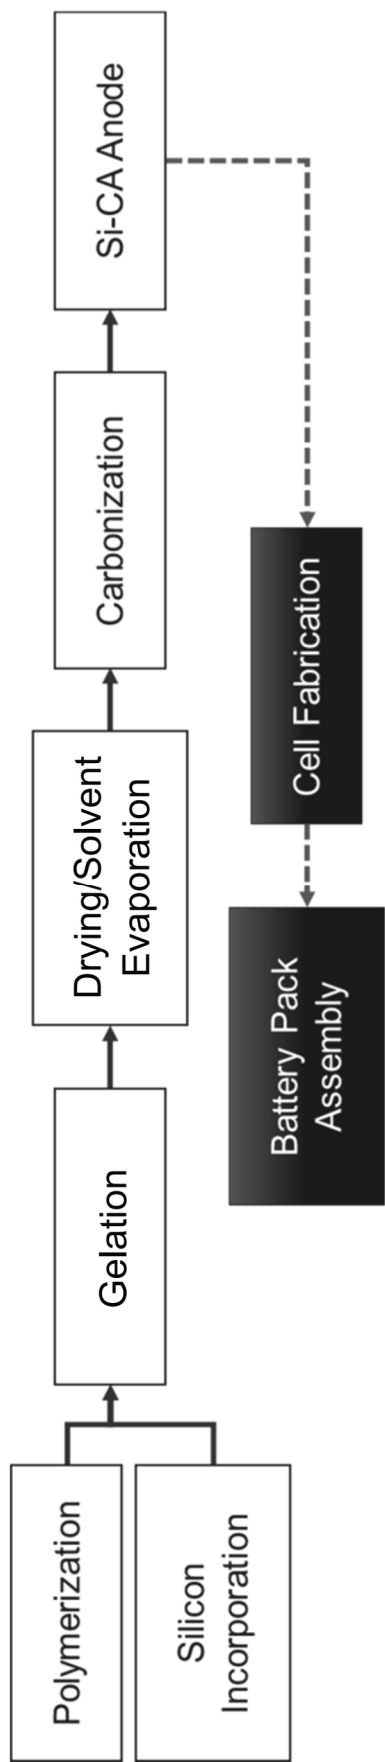 Polymerization
Silicon
Incorporation
Gelation
Drying/Solvent
Evaporation
Carbonization
Si-CA Anode
Cell Fabrication
Battery Pack
Assembly